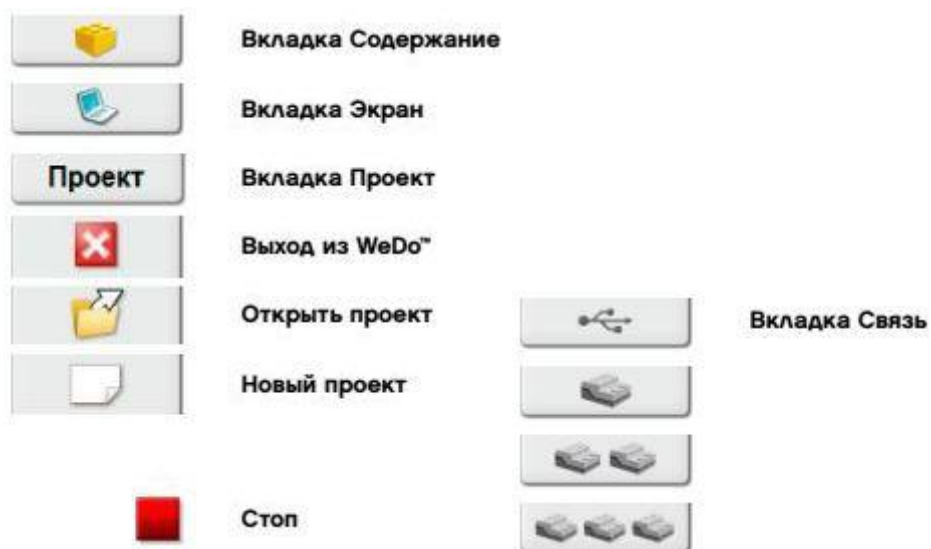 Вкладка Содержание
Вкладка Экран
Проект
Вкладка Проект
Выход из WeDo™
Открыть проект
Вкладка Связь
Новый проект
Стоп